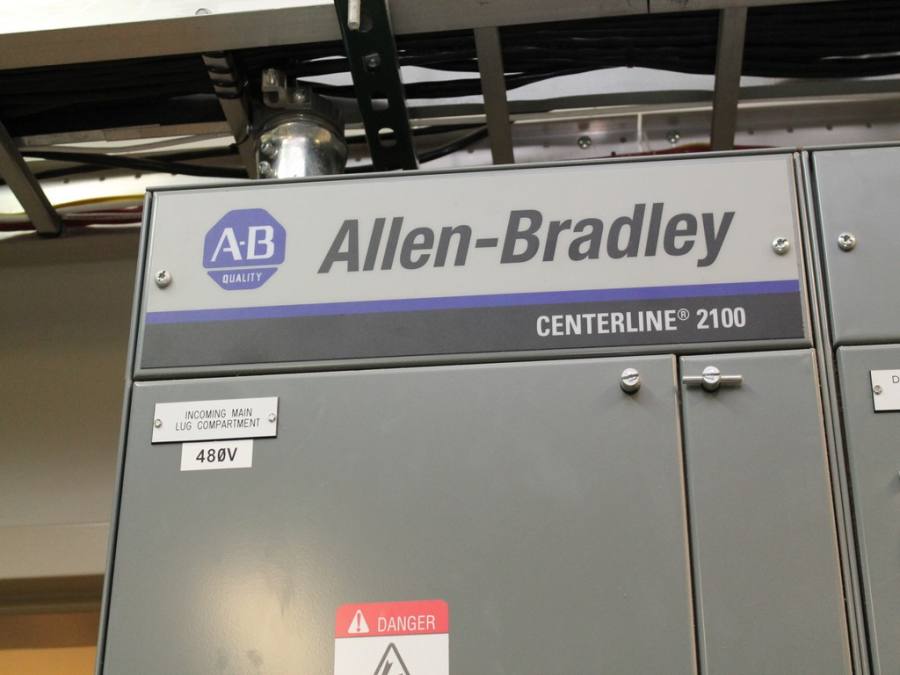 A-B
QUALITY
Allen-Bradley
CENTERLINE® 2100
INCOMING MAIN
LUG COMPARTMENT
480V
D
DANGER